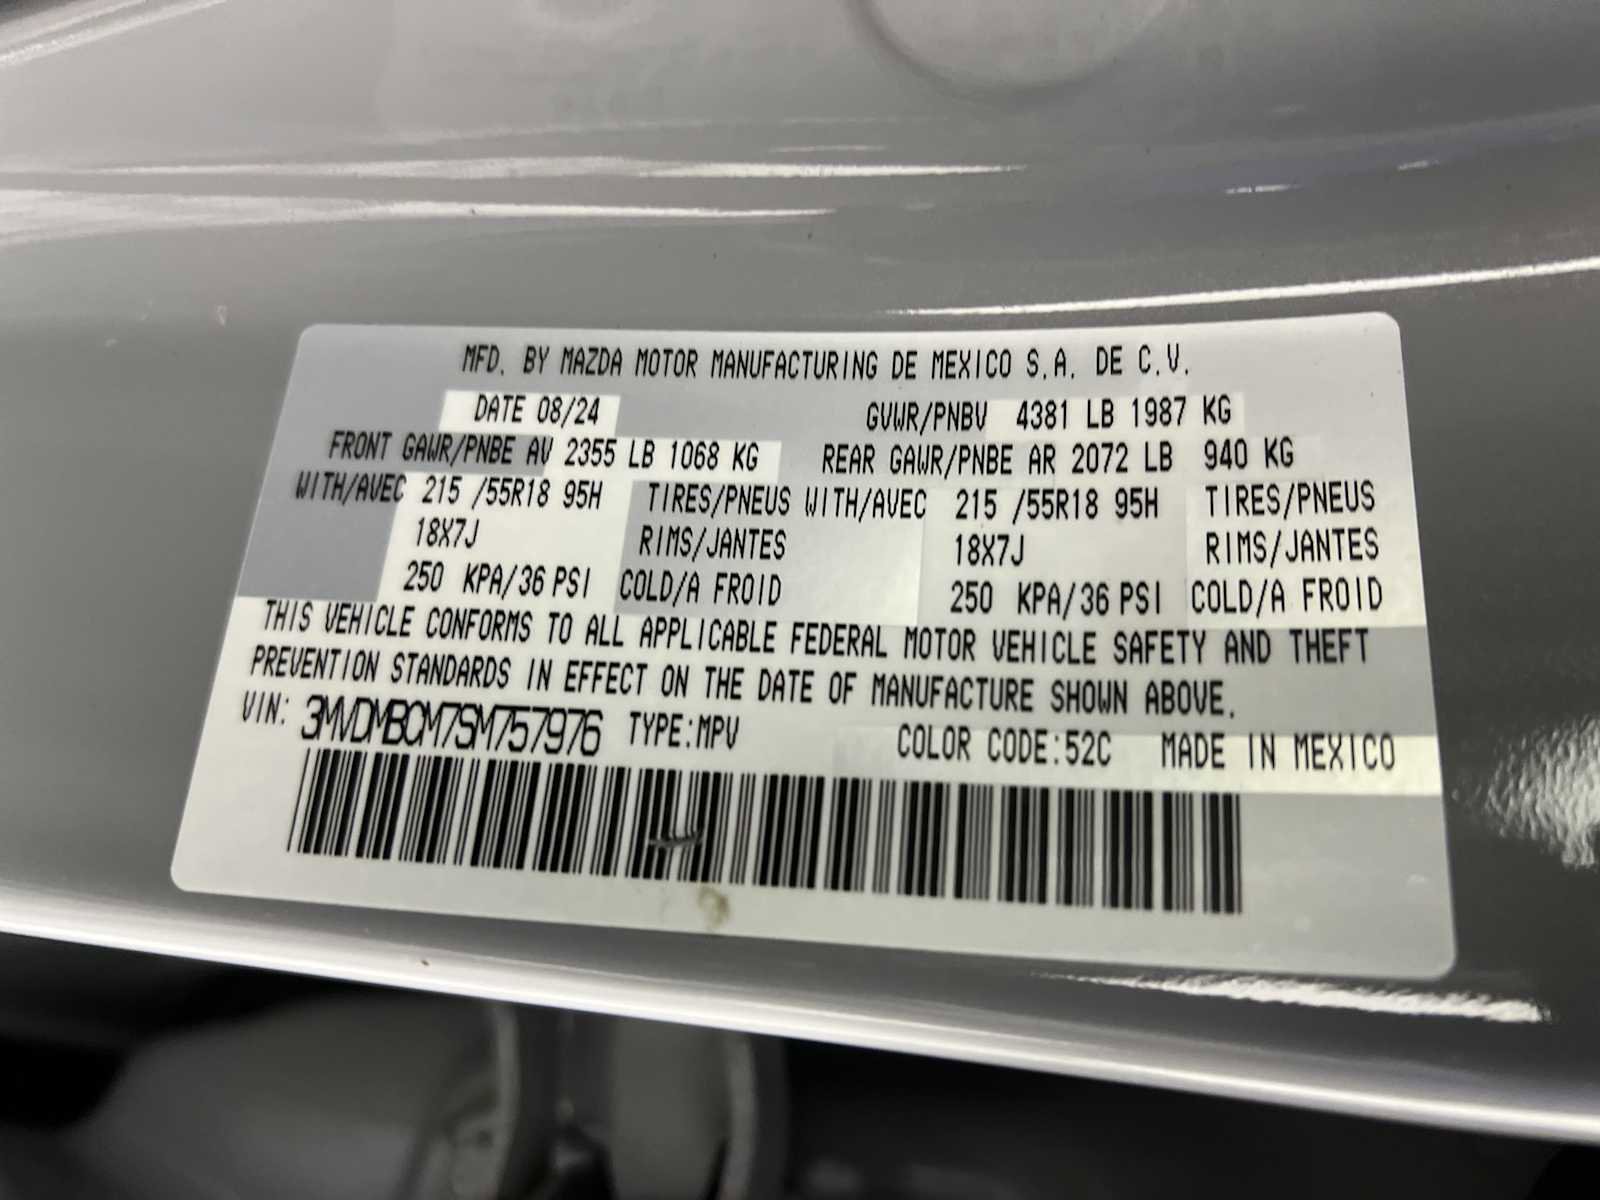 MFD. BY MAZDA MOTOR MANUFACTURING DE MEXICO S.A. DE C.V.
DATE 08/24 GVWR/PNBV 4381 LB 1987 KG
FRONT GAWR/PNBE AV 2355 LB 1068 KG REAR GAWR/PNBE AR 2072 LB 940 KG
WITH/AVEC 215 /55R18 95H TIRES/PNEUS WITH/AVEC 215 /55R18 95H TIRES/PNEUS
18X7J RIMS/JANTES 18X7J RIMS/JANTES
250 KPA/36 PSI COLD/A FROID 250 KPA/36 PSI COLD/A FROID
THIS VEHICLE CONFORMS TO ALL APPLICABLE FEDERAL MOTOR VEHICLE SAFETY AND THEFT
PREVENTION STANDARDS IN EFFECT ON THE DATE OF MANUFACTURE SHOWN ABOVE.
VIN: 3MVDMBCM7SM757976 TYPE:MPV COLOR CODE:52C MADE IN MEXICO